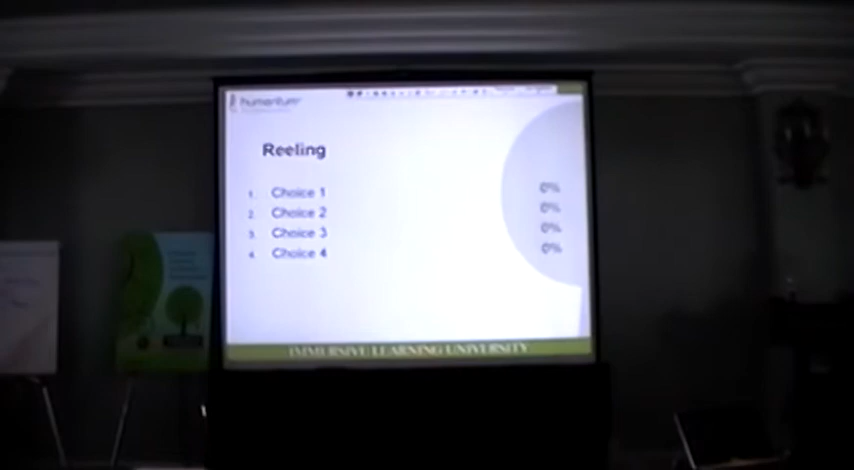 humentum
Reeling
1. Choice 1 0%
2. Choice 2 0%
3. Choice 3 0%
4. Choice 4 0%
IMMERSIVE LEARNING UNIVERSITY